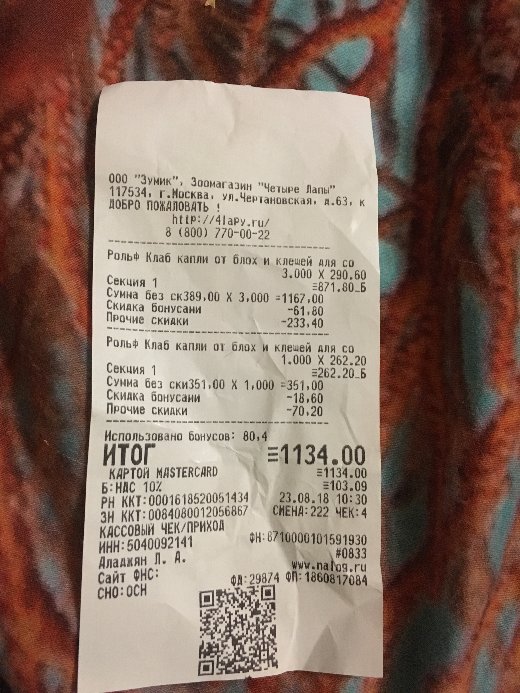 ООО "Зумик", Зоомагазин "Четыре Лапы"
117534, г.Москва, ул.Чертановская, д.63, к
ДОБРО ПОЖАЛОВАТЬ !
http://4lapy.ru/
8 (800) 770-00-22
Рольф Клаб капли от блох и клещей для со
3.000 X 290.60
Секция 1 ≡871.80_Б
Сумма без ск389,00 X 3,000 =1167,00
Скидка бонусами -61,80
Прочие скидки -233,40
Рольф Клаб капли от блох и клещей для со
1.000 X 262.20
Секция 1 ≡262.20_Б
Сумма без ски351,00 X 1,000 =351,00
Скидка бонусами -18,60
Прочие скидки -70,20
Использовано бонусов: 80,4
ИТОГ ≡1134.00
КАРТОЙ MASTERCARD ≡1134.00
Б:НДС 10% ≡103.09
РН ККТ:0001618520051434 23.08.18 10:30
ЗН ККТ:0084080012056867 СМЕНА:222 ЧЕК:4
КАССОВЫЙ ЧЕК/ПРИХОД
ИНН:5040092141 ФН:8710000101591930
Аладжян Л. А. #0833
Сайт ФНС: www.nalog.ru
СНО:ОСН ФД:29874 ФП:1860817084